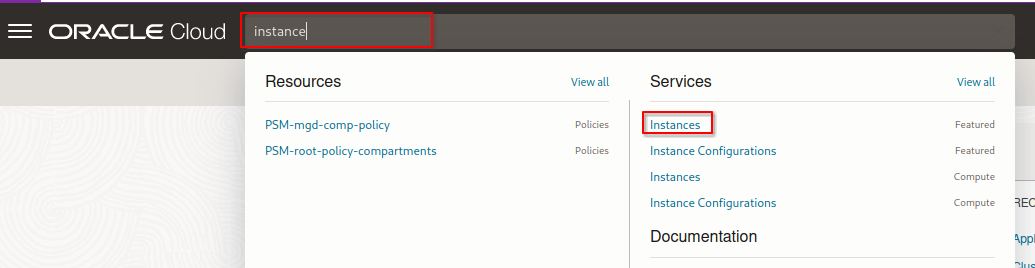 ORACLE Cloud
instance
Resources View all
PSM-mgd-comp-policy Policies
PSM-root-policy-compartments Policies
Services View all
Instances Featured
Instance Configurations Featured
Instances Compute
Instance Configurations Compute
Documentation
REC
App
Clus